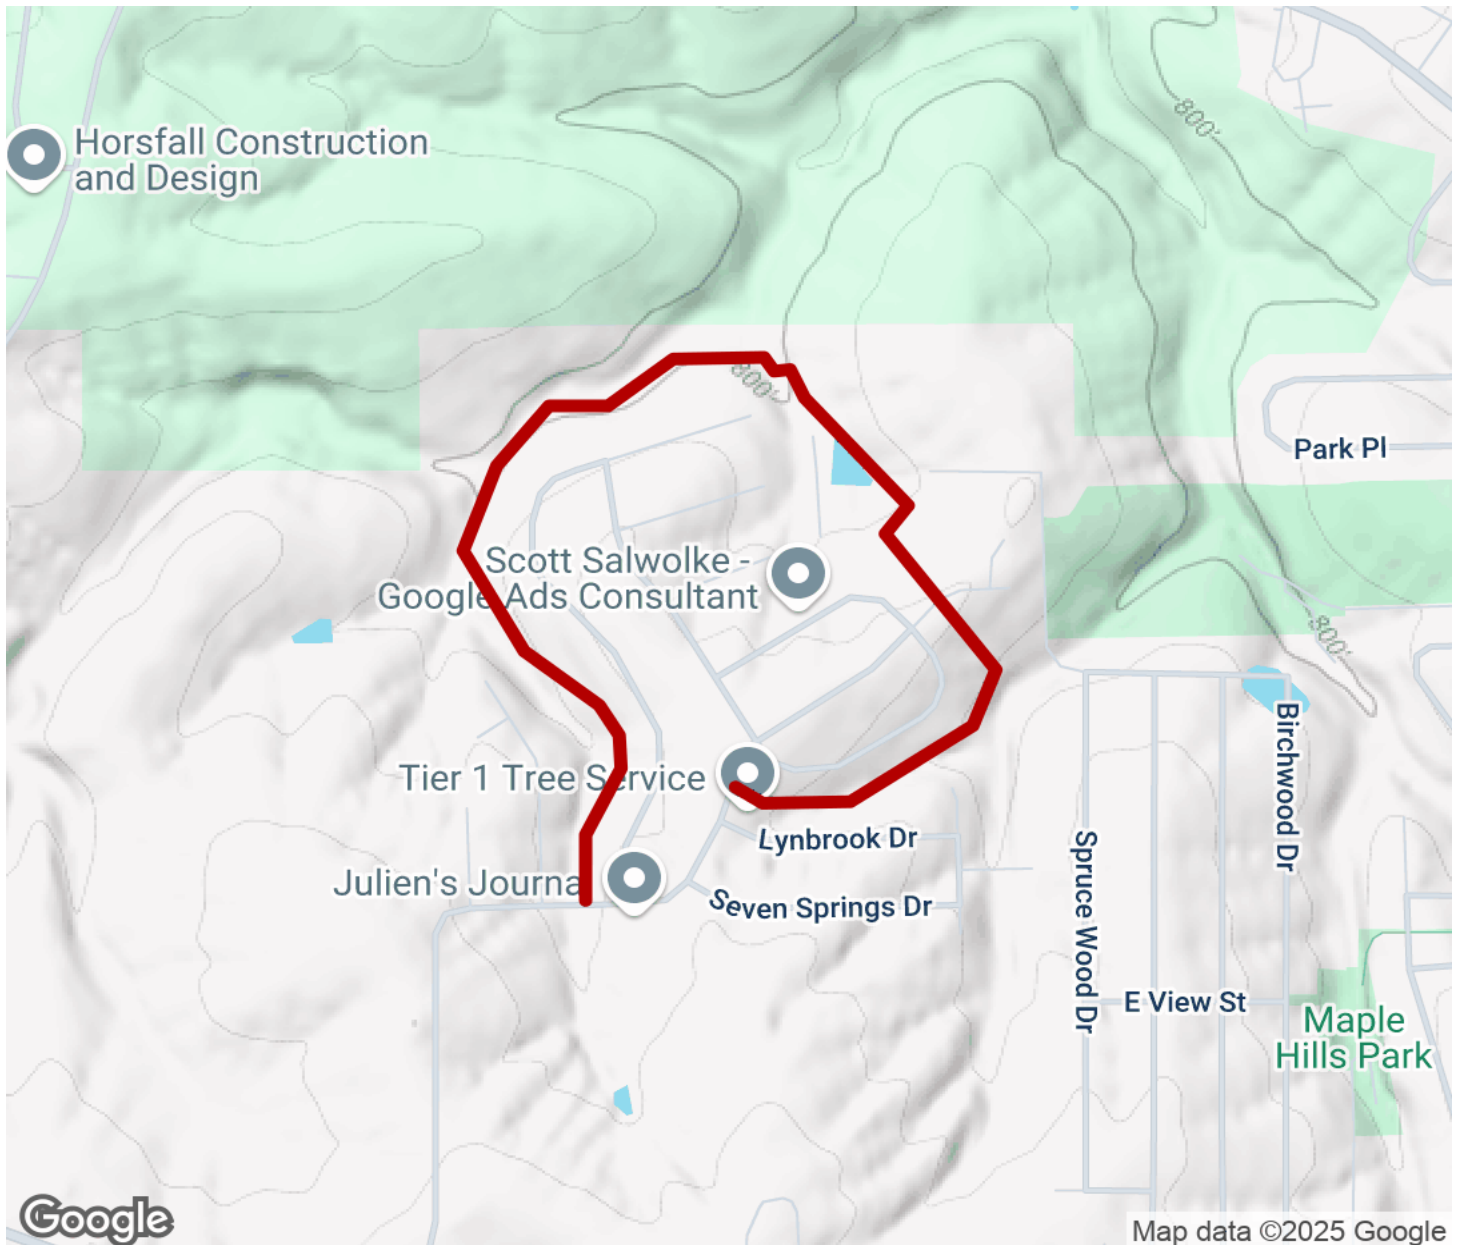 800'
Horsfall Construction
and Design
800'
Park Pl
Scott Salwolke -
Google Ads Consultant
800'
Birchwood Dr
Tier 1 Tree Service
Lynbrook Dr
Spruce Wood Dr
Julien's Journal
Seven Springs Dr
E View St
Maple
Hills Park
Google
Map data ©2025 Google